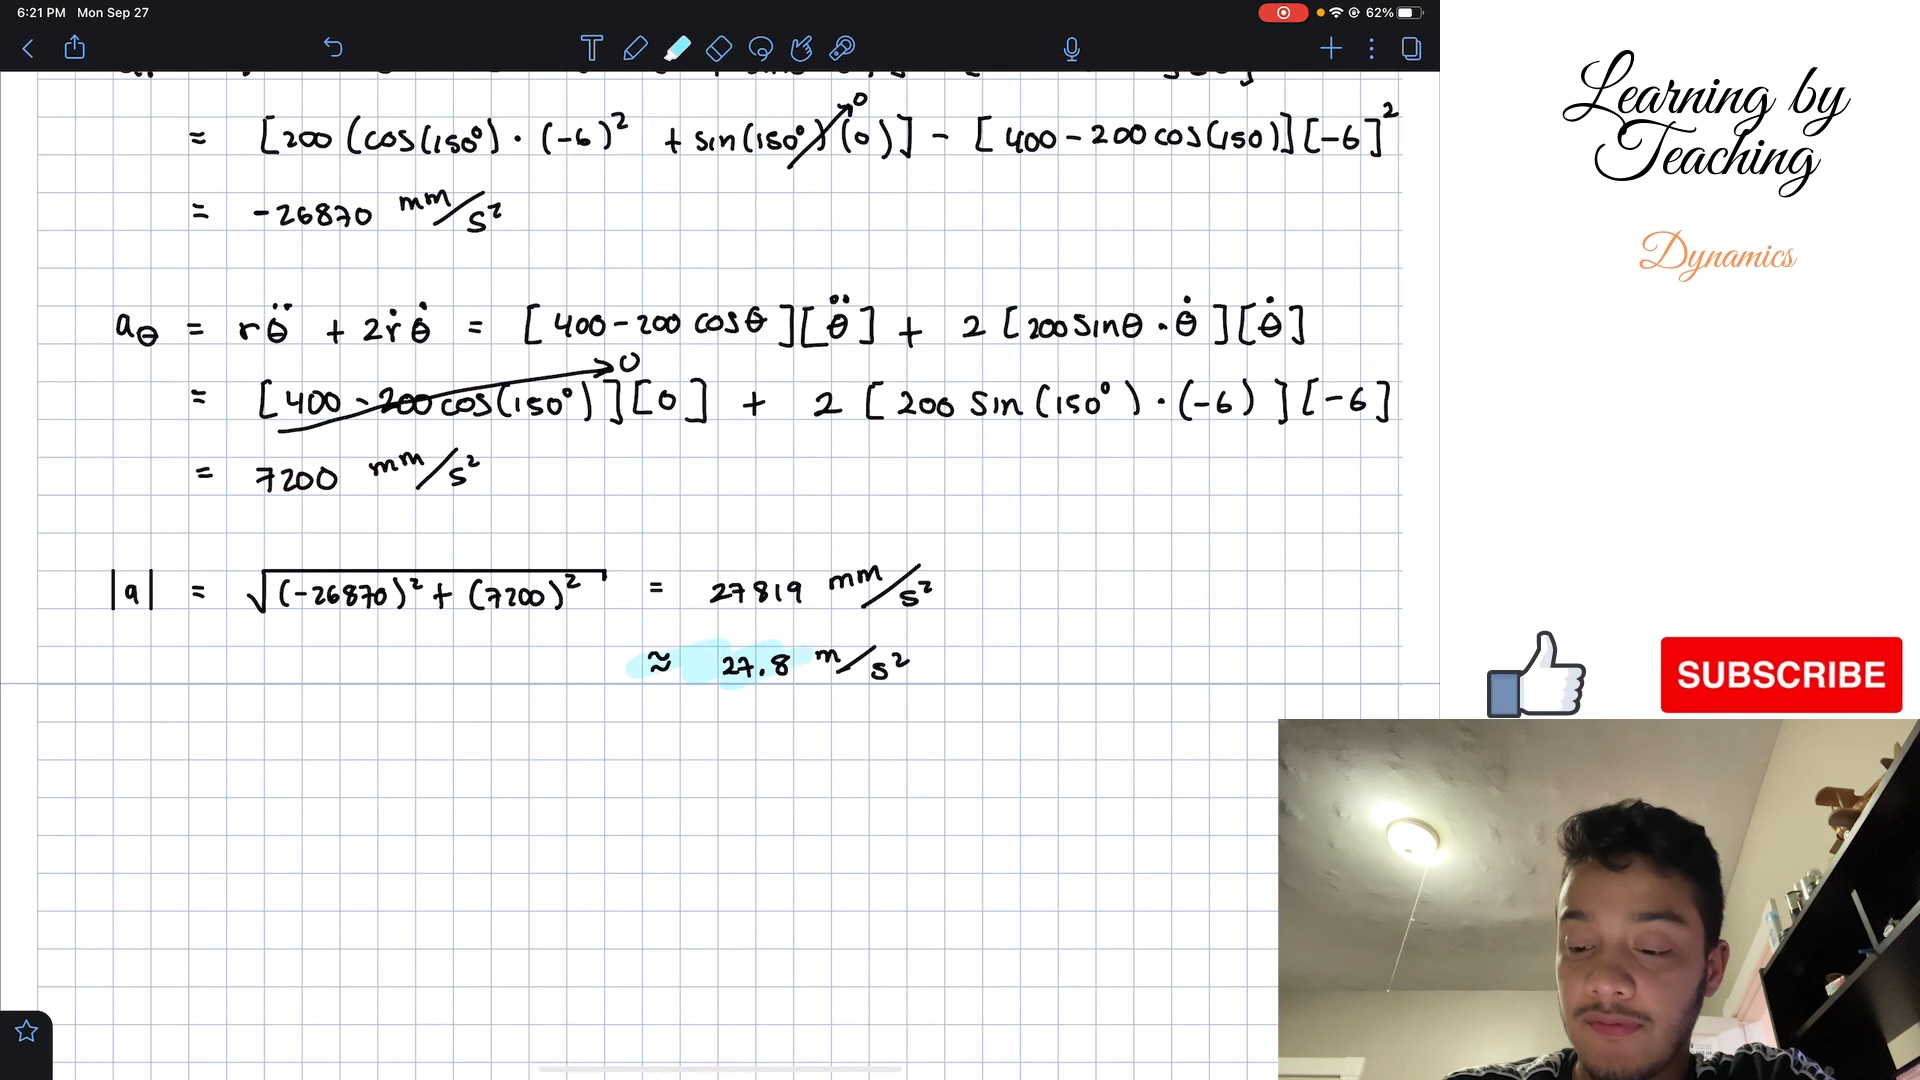 6:21 PM Mon Sep 27
62%
= [200 (cos(150°) · (-6)² + sin(150°) (0)] - [400 - 200 cos(150)][-6]²
0
= -26870 mm/s²
aθ = rθ̈ + 2ṙθ̇ = [400 - 200 cosθ][θ̈] + 2 [200 sinθ · θ̇][θ̇]
0
= [400 - 200 cos(150°)][0] + 2 [200 sin(150°) · (-6)][-6]
= 7200 mm/s²
|a| = √(-26870)² + (7200)² = 27819 mm/s²
≈ 27.8 m/s²
Learning by
Teaching
Dynamics
SUBSCRIBE